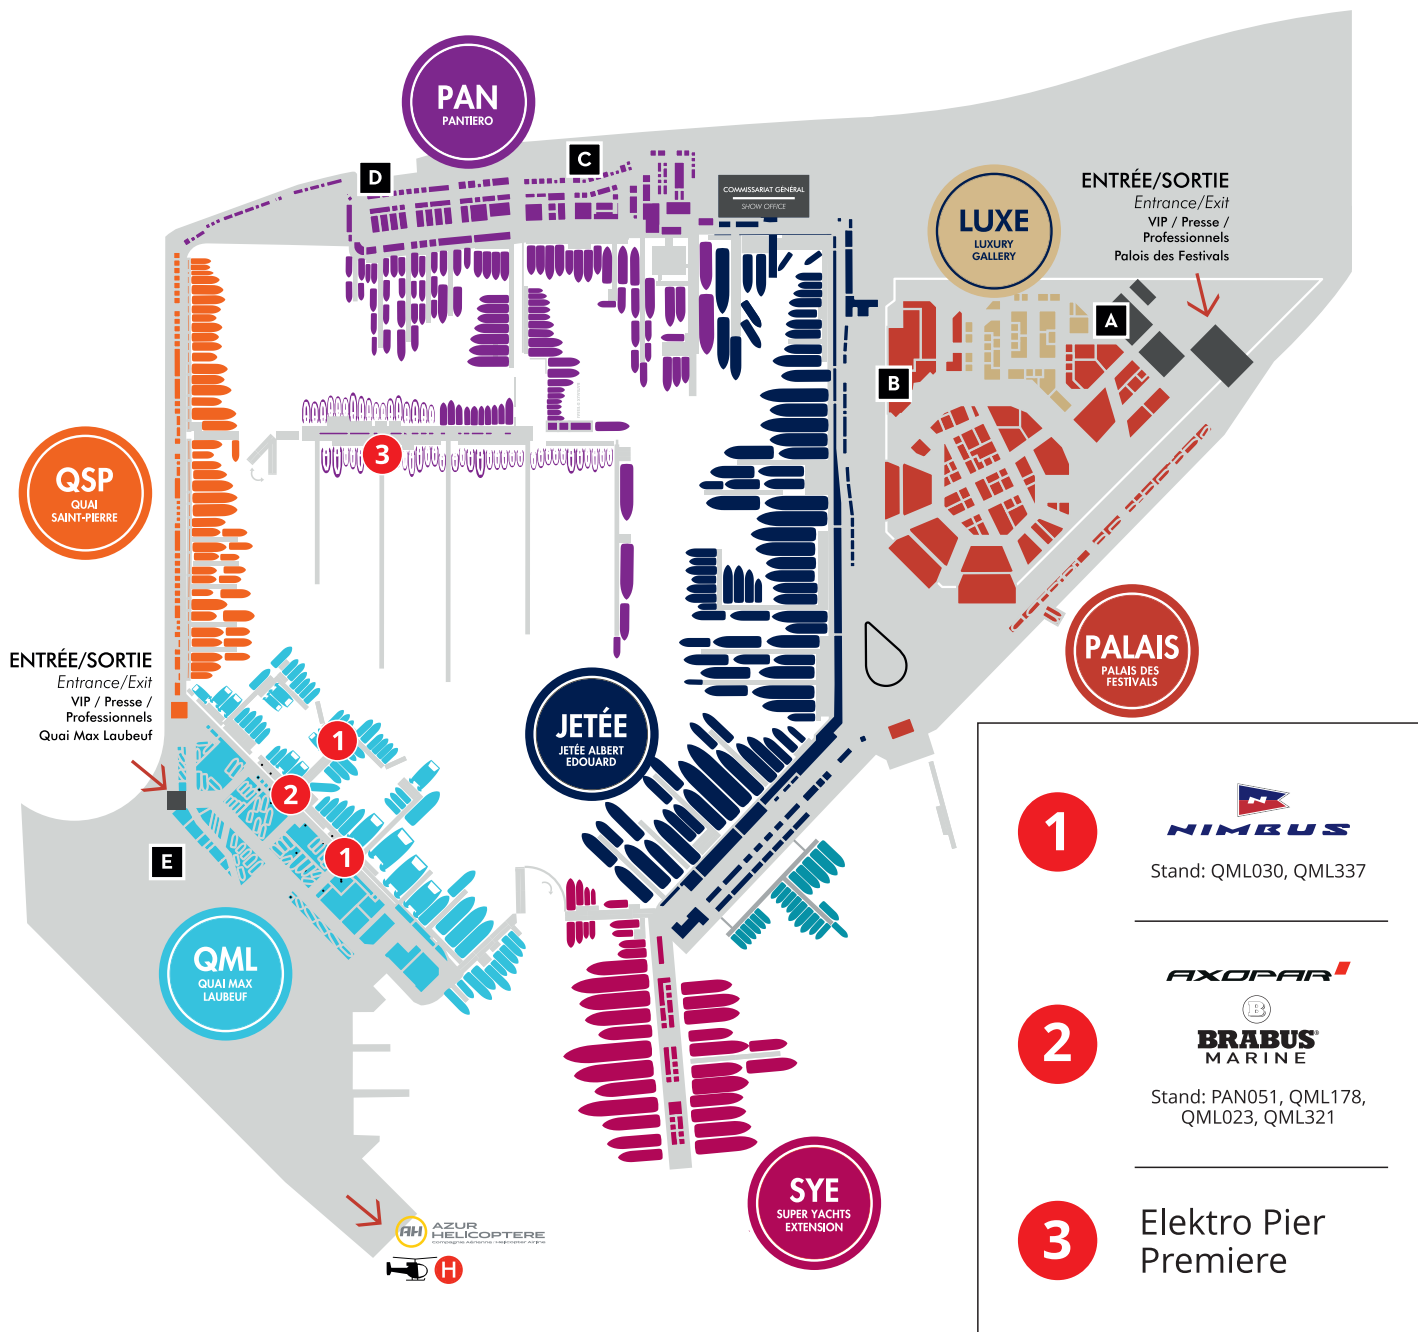 PAN
PANTIERO
C
D
COMMISSARIAT GÉNÉRAL
SHOW OFFICE
LUXE
LUXURY
GALLERY
ENTRÉE/SORTIE
Entrance/Exit
VIP / Presse /
Professionnels
Palois des Festivals
A
B
3
QSP
QUAI
SAINT-PIERRE
ENTRÉE/SORTIE
Entrance/Exit
VIP / Presse /
Professionnels
Quai Max Laubeuf
PALAIS
PALAIS DES
FESTIVALS
JETÉE
JETÉE ALBERT
EDOUARD
1
2
1
E
QML
QUAI MAX
LAUBEUF
SYE
SUPER YACHTS
EXTENSION
AH
AZUR
HELICOPTERE
H
1
N
NIMBUS
Stand: QML030, QML337
2
AXOPAR
B
BRABUS
MARINE
Stand: PAN051, QML178,
QML023, QML321
3
Elektro Pier
Premiere